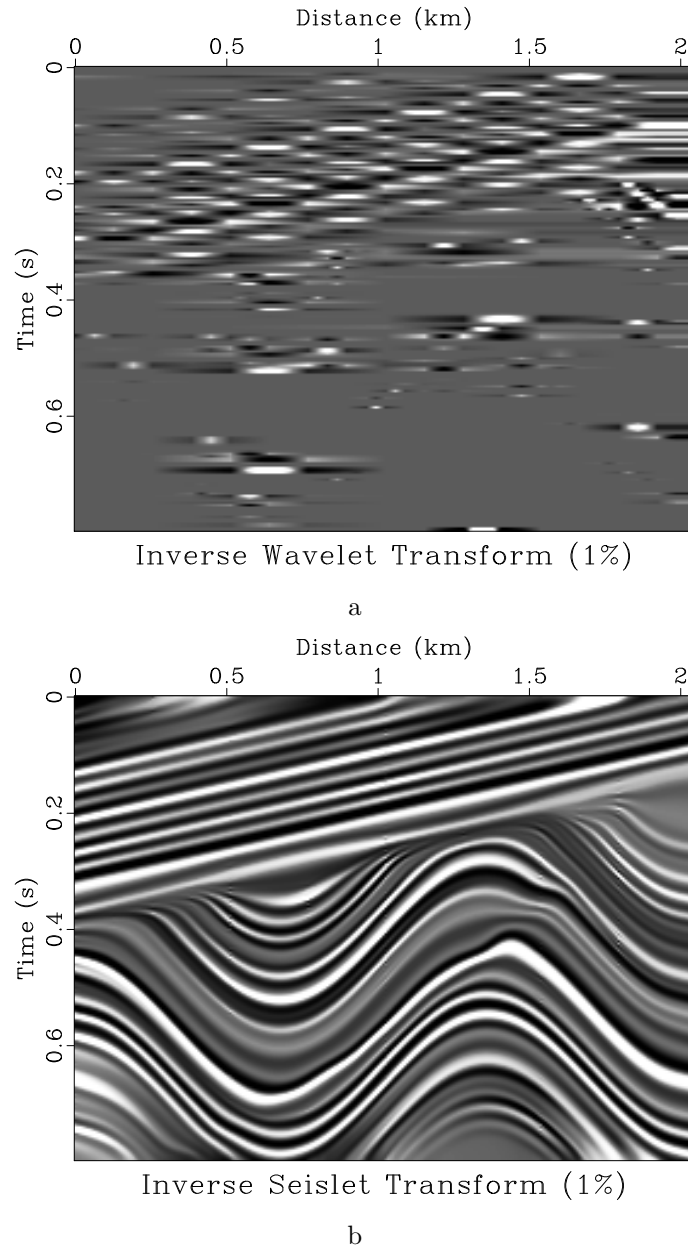 Distance (km)
0 0.5 1 1.5 2
0
0.2
0.4
0.6
Time (s)
Inverse Wavelet Transform (1%)
a
Distance (km)
0 0.5 1 1.5 2
0
0.2
0.4
0.6
Time (s)
Inverse Seislet Transform (1%)
b